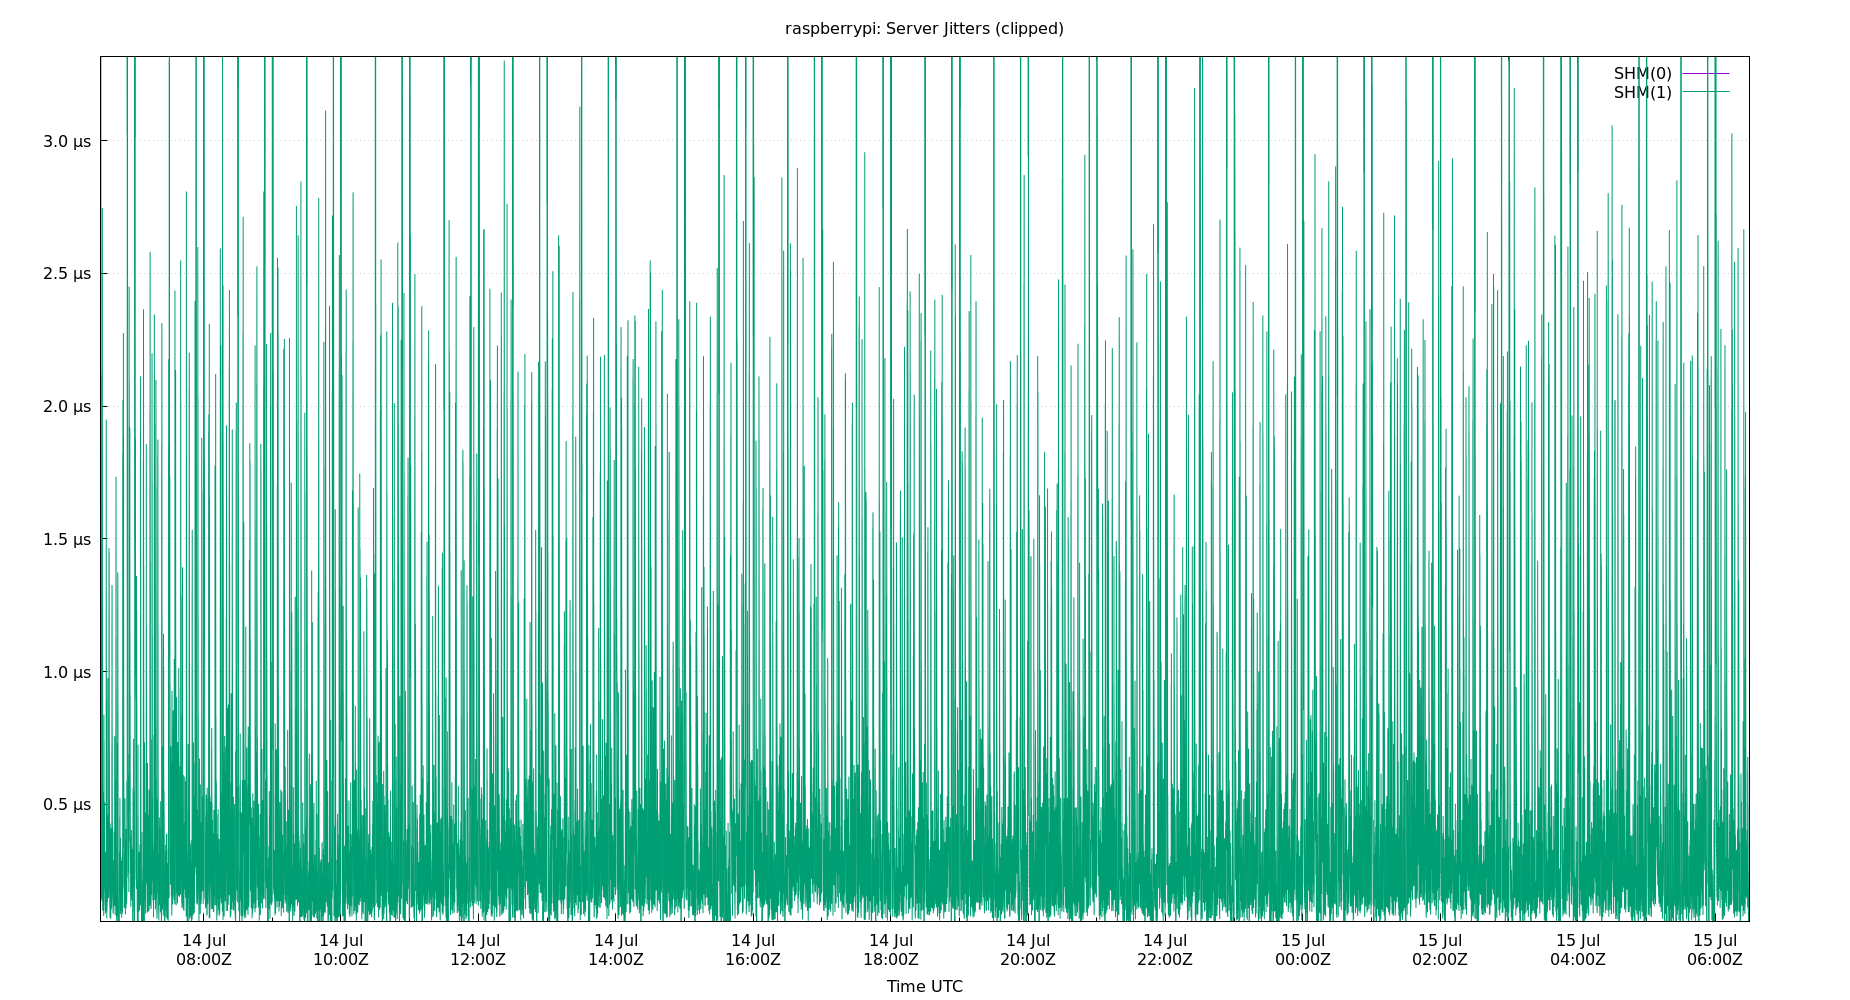 raspberrypi: Server Jitters (clipped)
SHM(0)
SHM(1)
3.0 µs
2.5 µs
2.0 µs
1.5 µs
1.0 µs
0.5 µs
14 Jul 14 Jul 14 Jul 14 Jul 14 Jul 14 Jul 14 Jul 14 Jul 15 Jul 15 Jul 15 Jul 15 Jul
08:00Z 10:00Z 12:00Z 14:00Z 16:00Z 18:00Z 20:00Z 22:00Z 00:00Z 02:00Z 04:00Z 06:00Z
Time UTC